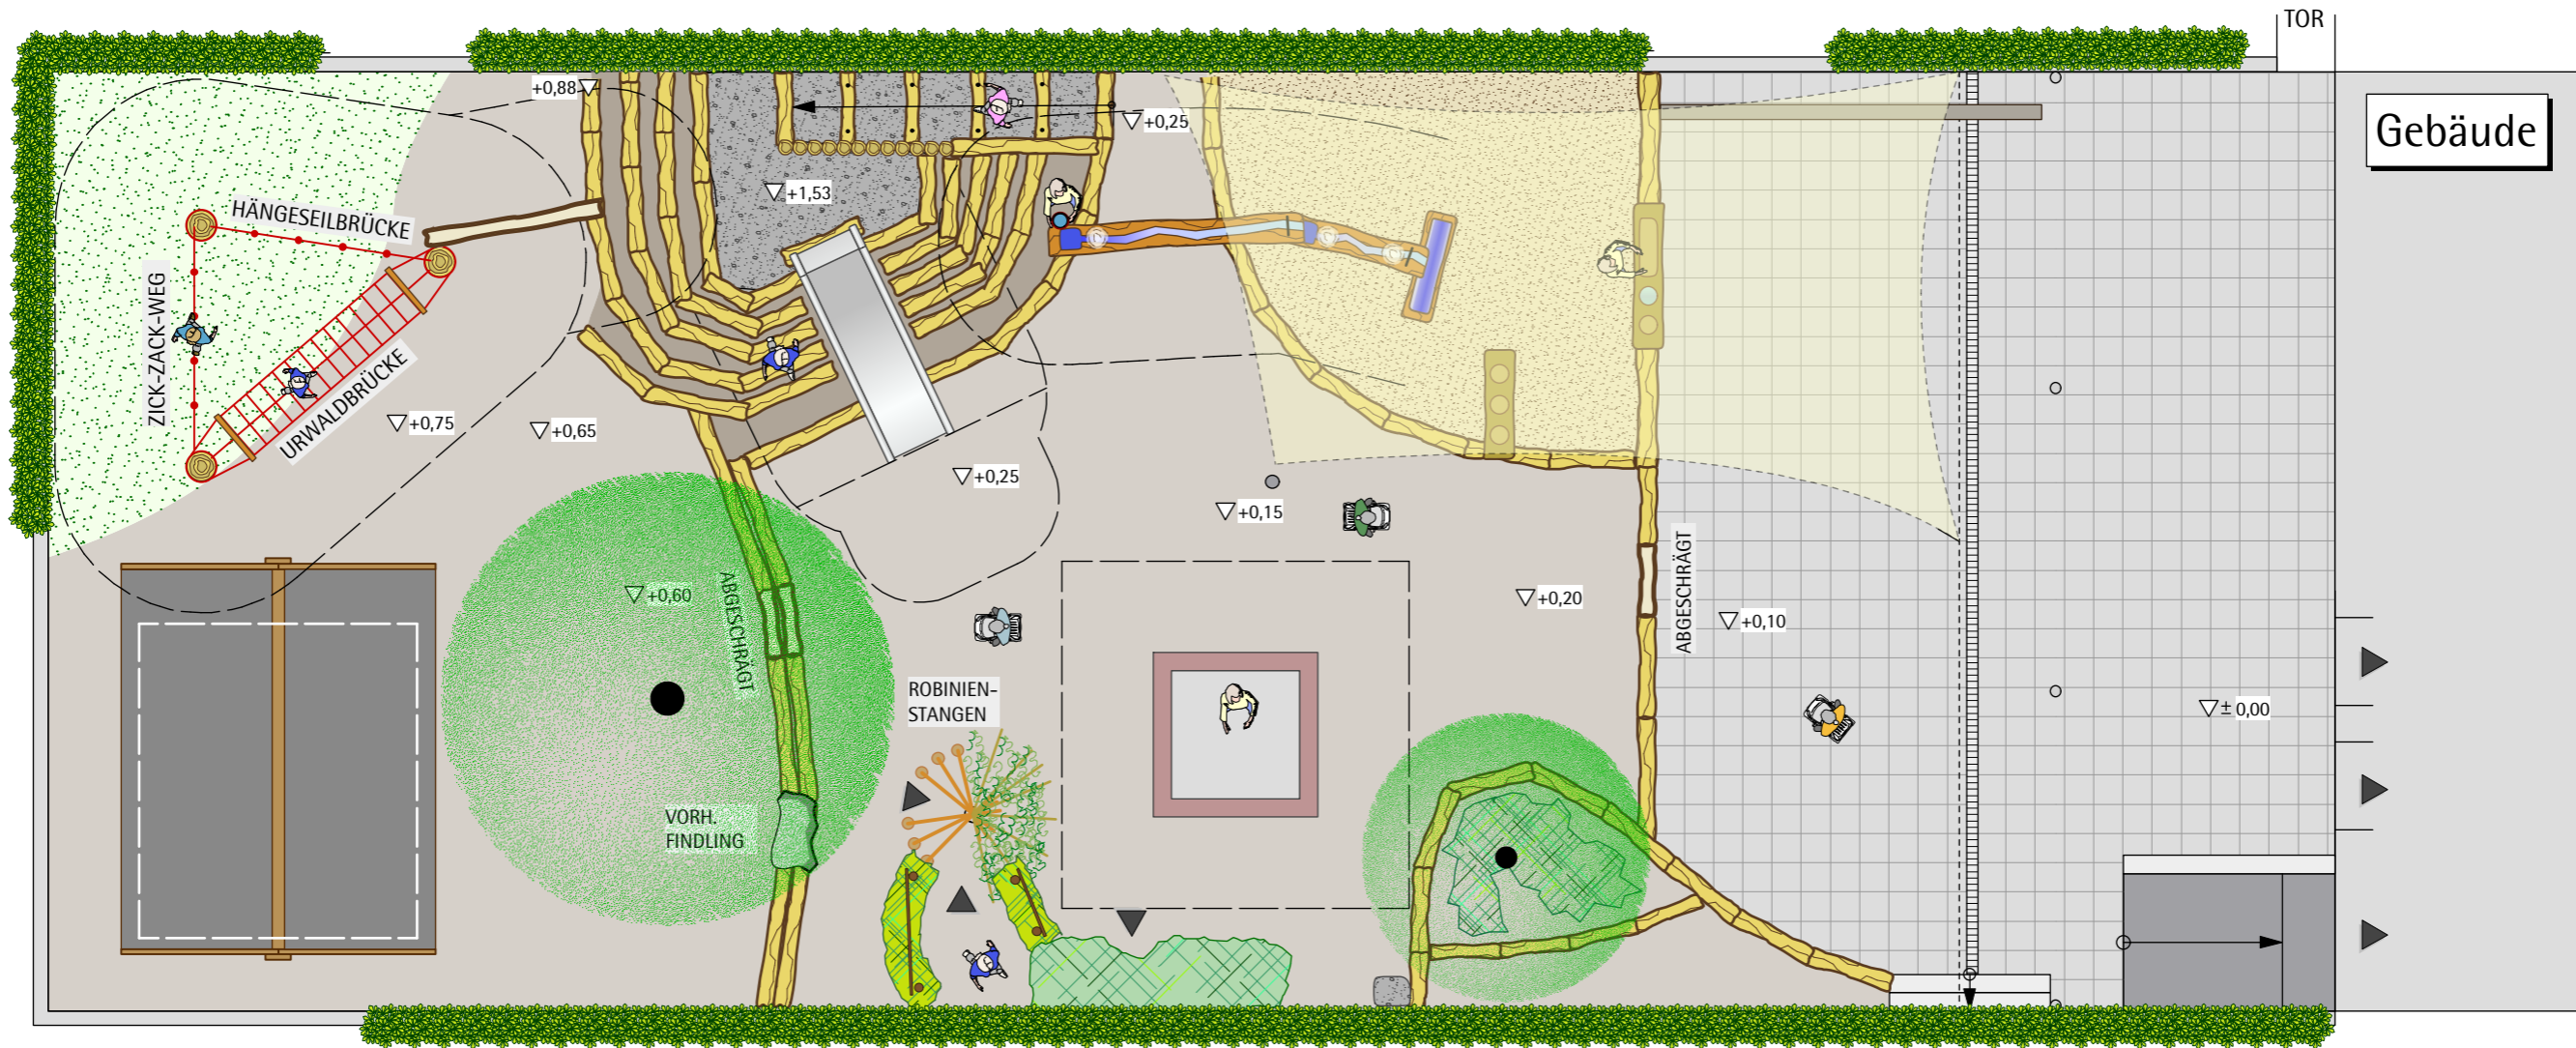 TOR
+0,88
+0,25
Gebäude
+1,53
HÄNGESEILBRÜCKE
ZICK-ZACK-WEG
URWALDBRÜCKE
+0,75
+0,65
+0,25
+0,15
ABGESCHRÄGT
+0,60
ABGESCHRÄGT
+0,20
+0,10
ROBINIEN-
STANGEN
± 0,00
VORH.
FINDLING